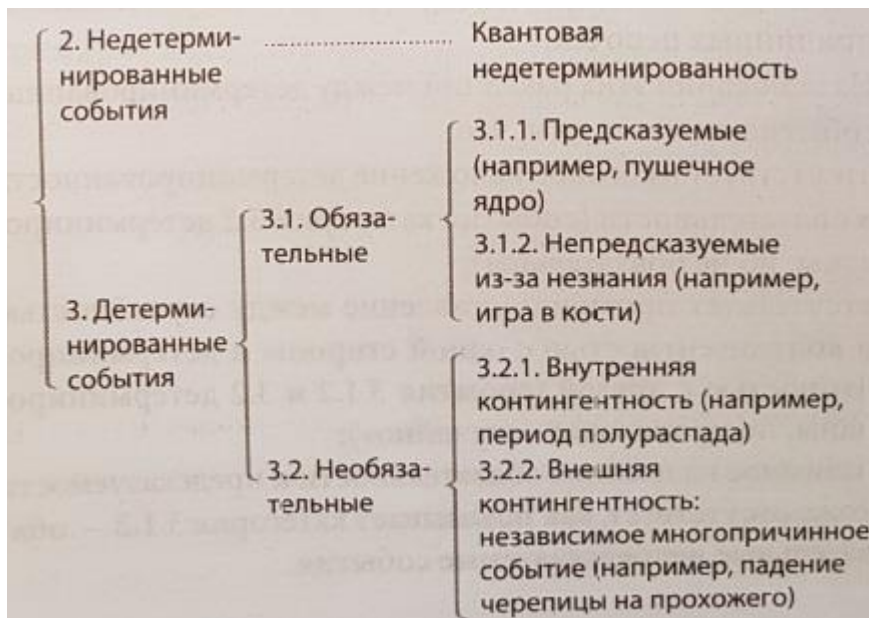 2. Недетерми-
нированные
события
Квантовая
недетерминированность
3. Детерми-
нированные
события
3.1. Обяза-
тельные
3.1.1. Предсказуемые
(например, пушечное
ядро)
3.1.2. Непредсказуемые
из-за незнания (например,
игра в кости)
3.2. Необяза-
тельные
3.2.1. Внутренняя
контингентность (например,
период полураспада)
3.2.2. Внешняя
контингентность:
независимое многопричинное
событие (например, падение
черепицы на прохожего)